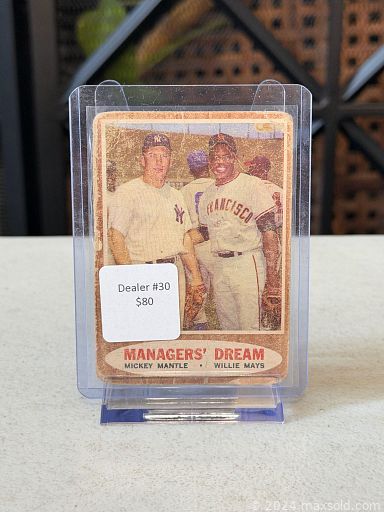 FRANCISCO
Dealer #30
$80
MANAGERS' DREAM
MICKEY MANTLE • WILLIE MAYS
© 2024 maxsold.com